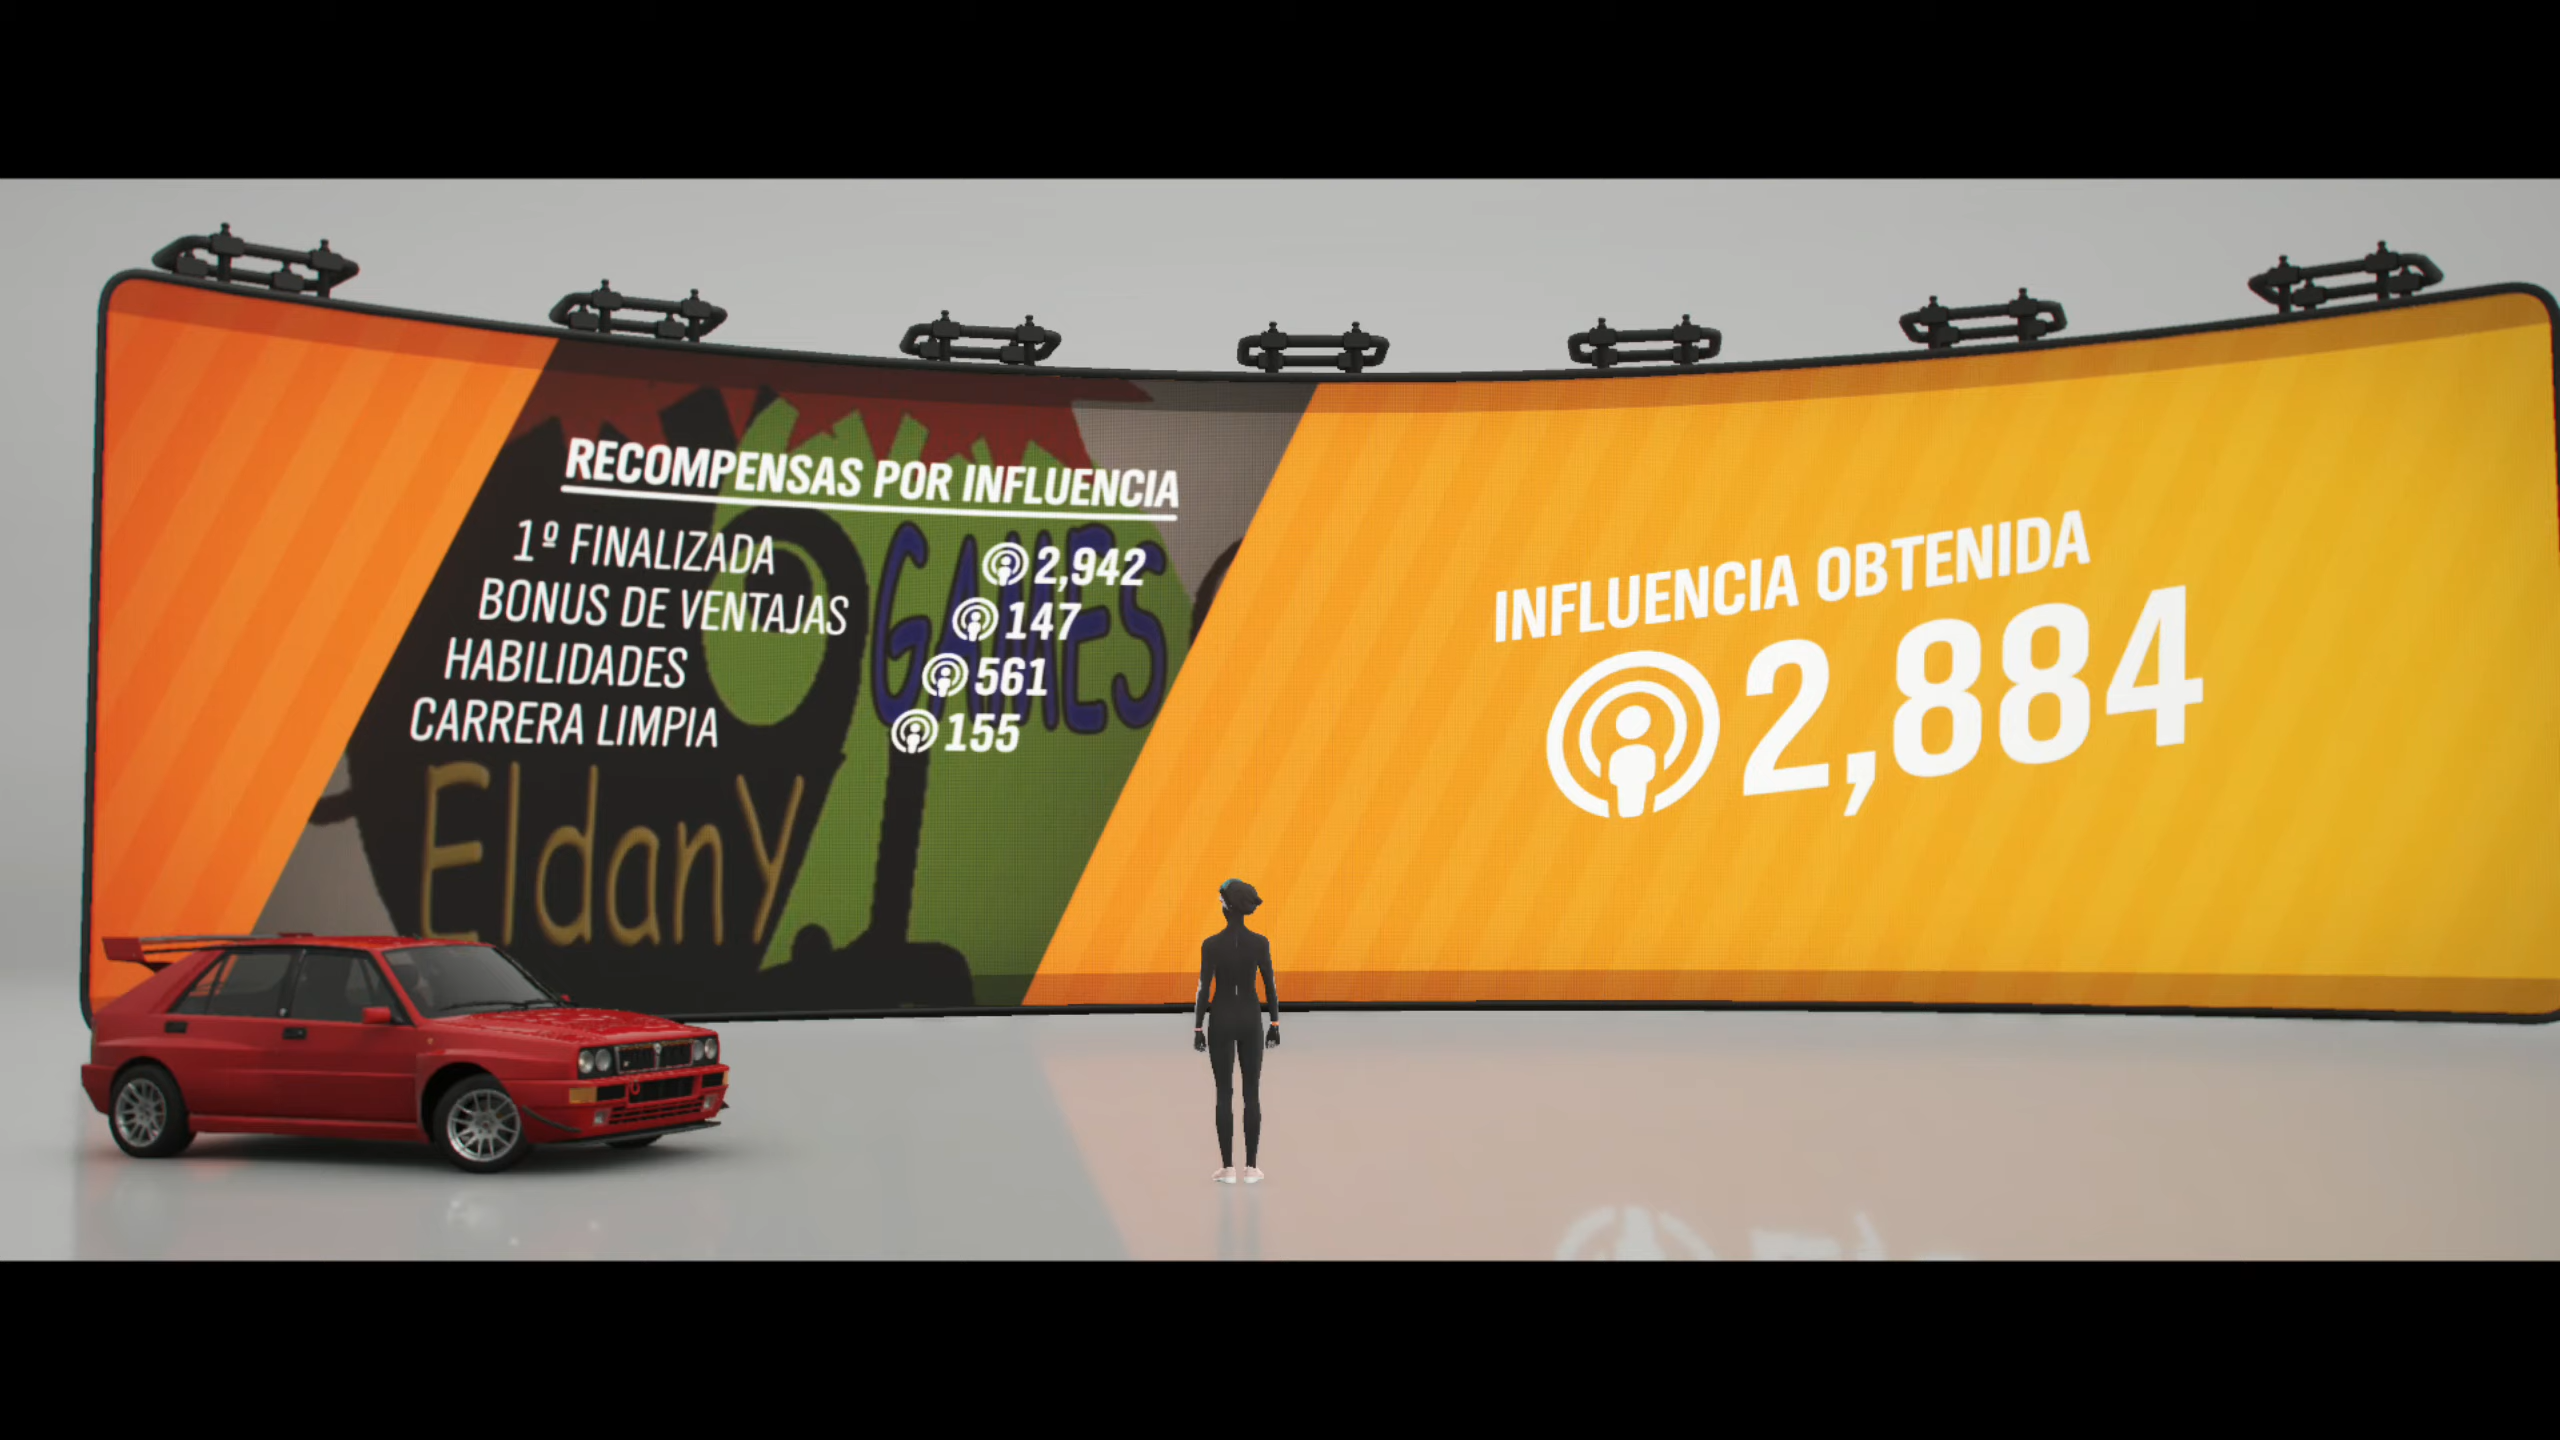 RECOMPENSAS POR INFLUENCIA
1º FINALIZADA 2,942
BONUS DE VENTAJAS 147
HABILIDADES 561
CARRERA LIMPIA 155
GAMES
EldanY
INFLUENCIA OBTENIDA
2,884